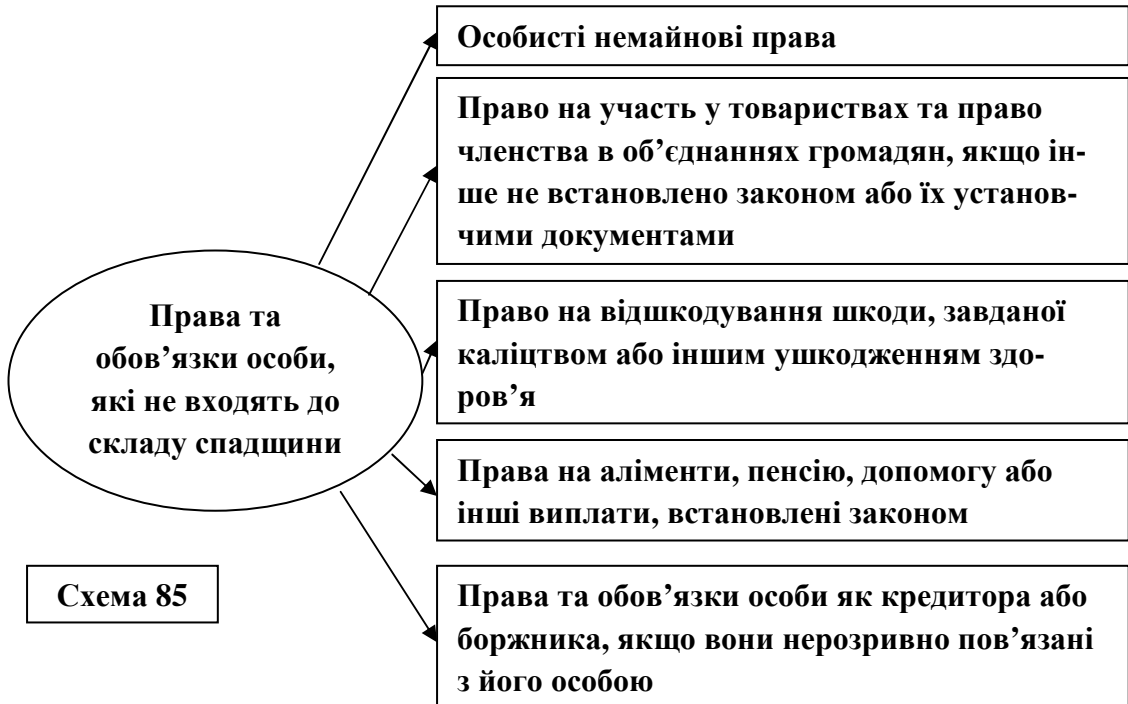 Особисті немайнові права
Право на участь у товариствах та право
членства в об’єднаннях громадян, якщо ін-
ше не встановлено законом або їх установ-
чими документами
Права та
обов’язки особи,
які не входять до
складу спадщини
Право на відшкодування шкоди, завданої
каліцтвом або іншим ушкодженням здо-
ров’я
Права на аліменти, пенсію, допомогу або
інші виплати, встановлені законом
Схема 85
Права та обов’язки особи як кредитора або
боржника, якщо вони нерозривно пов’язані
з його особою